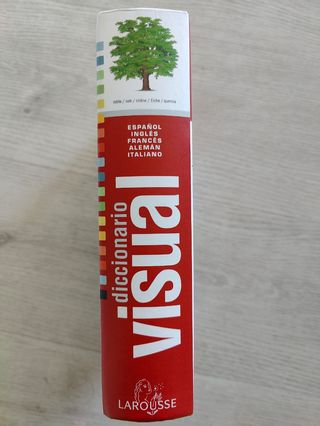 roble / oak / chêne / Eiche / quercia
ESPAÑOL
INGLÉS
FRANCÉS
ALEMÁN
ITALIANO
diccionario
visual
LAROUSSE